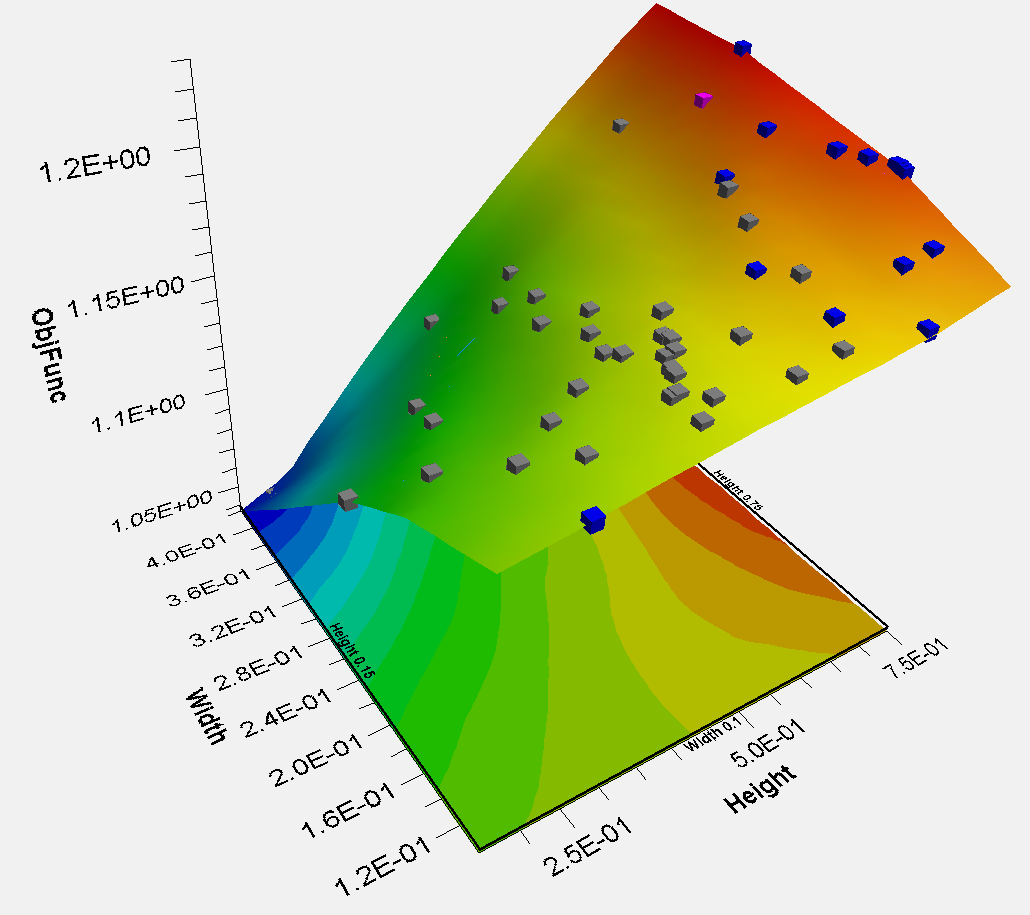 1.2E+00
1.15E+00
ObjFunc
1.1E+00
1.05E+00
4.0E-01
3.6E-01
3.2E-01
2.8E-01
2.4E-01
2.0E-01
1.6E-01
1.2E-01
Width
Height 0.15
Height 0.75
Width 0.1
7.5E-01
5.0E-01
2.5E-01
Height